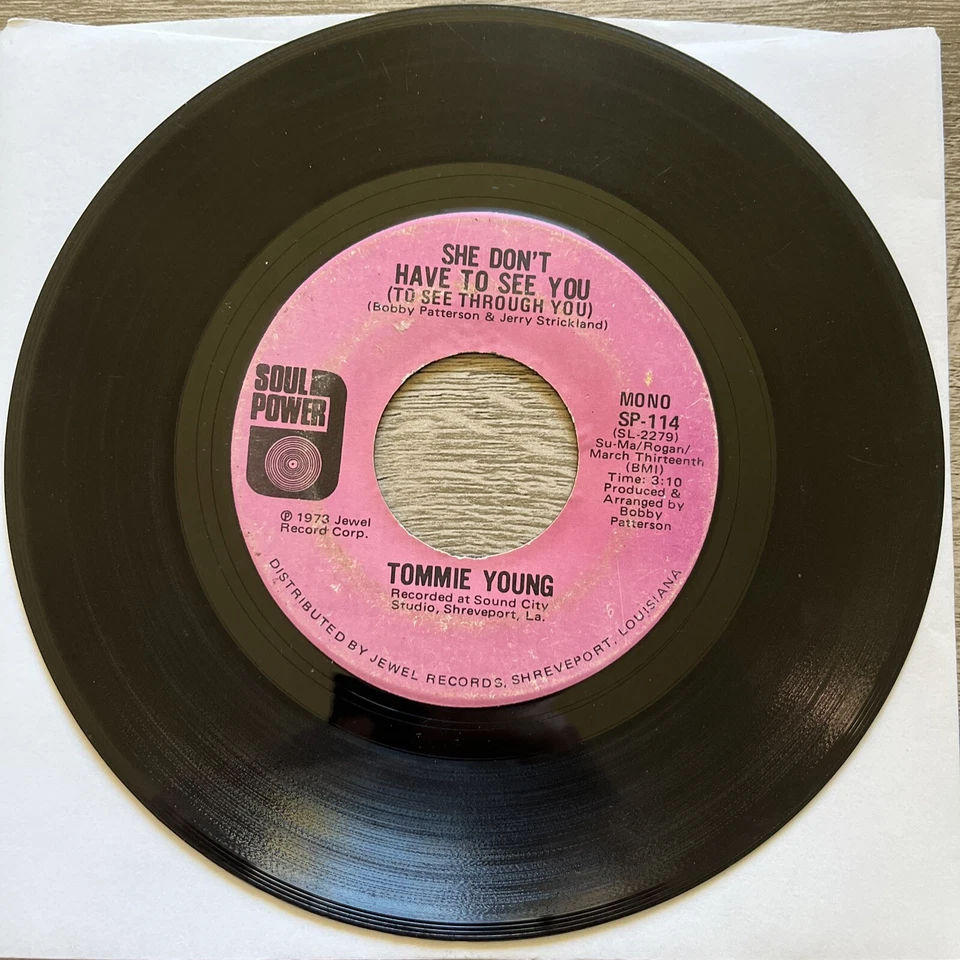 SHE DON'T
HAVE TO SEE YOU
(TO SEE THROUGH YOU)
(Bobby Patterson & Jerry Strickland)
SOUL
POWER
MONO
SP-114
(SL-2279)
Su-Ma/Rogan/
March Thirteenth
(BMI)
Time: 3:10
Produced &
Arranged by
Bobby
Patterson
℗ 1973 Jewel
Record Corp.
TOMMIE YOUNG
Recorded at Sound City
Studio, Shreveport, La.
DISTRIBUTED BY JEWEL RECORDS, SHREVEPORT, LOUISIANA